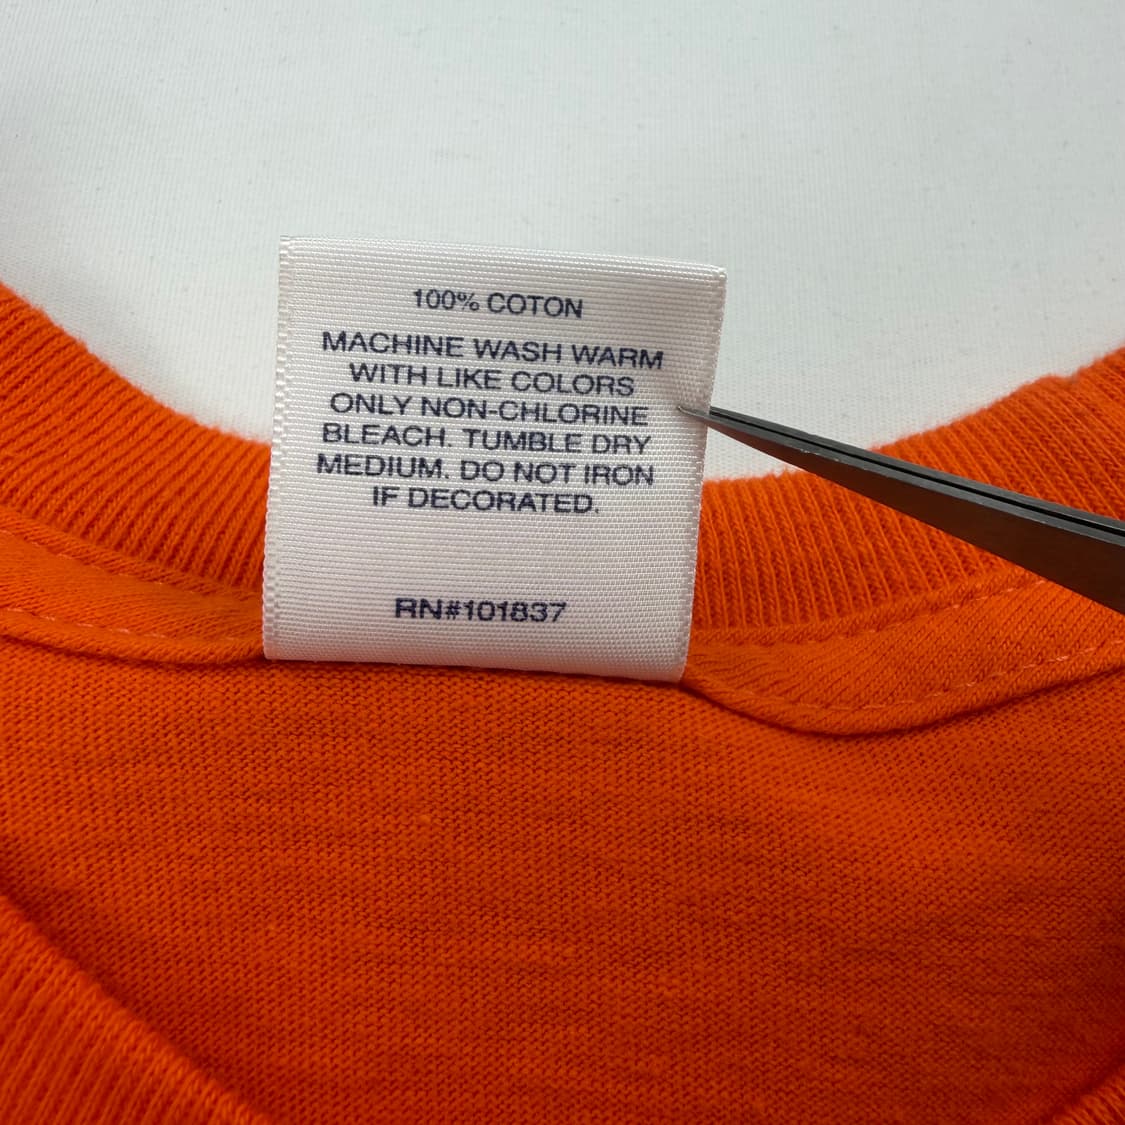 100% COTON
MACHINE WASH WARM
WITH LIKE COLORS
ONLY NON-CHLORINE
BLEACH. TUMBLE DRY
MEDIUM. DO NOT IRON
IF DECORATED.
RN#101837